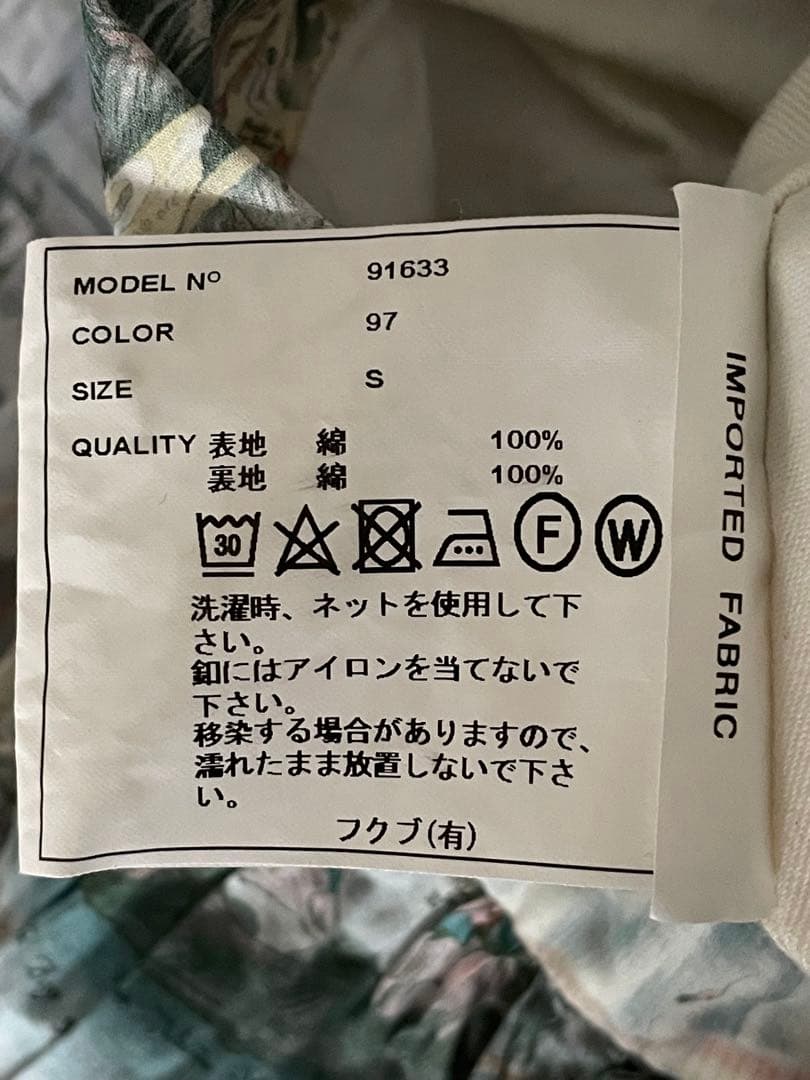 MODEL Nº 91633
COLOR 97
SIZE S
QUALITY 表地 綿 100%
裏地 綿 100%
30 F W
洗濯時、ネットを使用して下
さい。
釦にはアイロンを当てないで
下さい。
移染する場合がありますので、
濡れたまま放置しないで下さ
い。
フクブ(有)
IMPORTED FABRIC